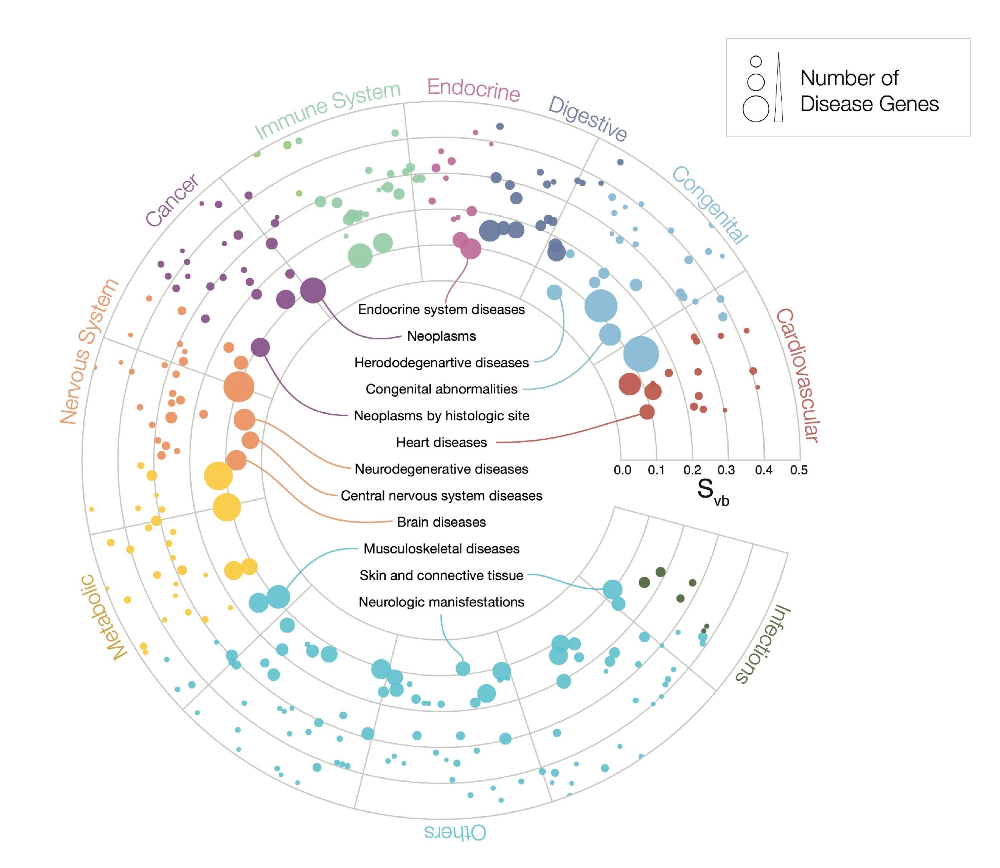 Number of
Disease Genes
Immune System
Endocrine
Digestive
Cancer
Congenital
Nervous System
Cardiovascular
Endocrine system diseases
Neoplasms
Herododegenartive diseases
Congenital abnormalities
Neoplasms by histologic site
Heart diseases
Neurodegenerative diseases
0.0 0.1 0.2 0.3 0.4 0.5
Svb
Central nervous system diseases
Brain diseases
Musculoskeletal diseases
Skin and connective tissue
Neurologic manisfestations
Metabolic
Infections
Others